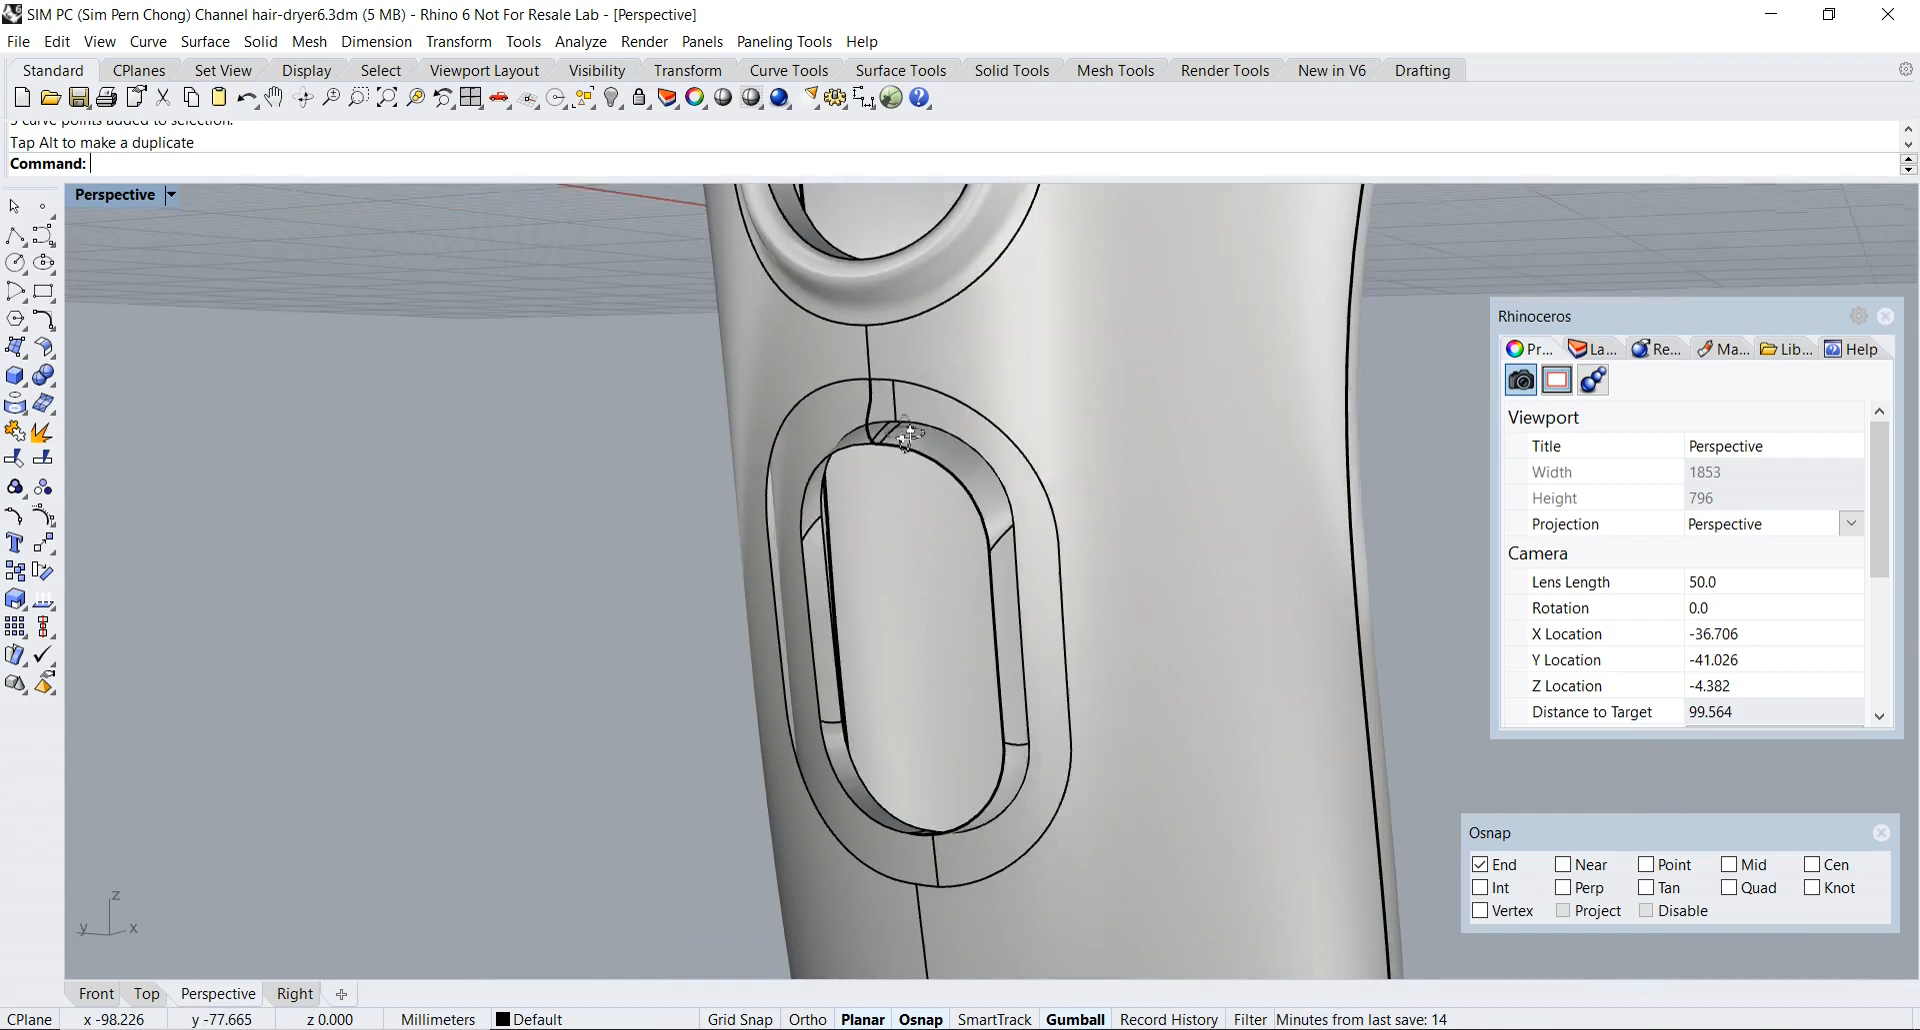 SIM PC (Sim Pern Chong) Channel hair-dryer6.3dm (5 MB) - Rhino 6 Not For Resale Lab - [Perspective]
File Edit View Curve Surface Solid Mesh Dimension Transform Tools Analyze Render Panels Paneling Tools Help
Standard CPlanes Set View Display Select Viewport Layout Visibility Transform Curve Tools Surface Tools Solid Tools Mesh Tools Render Tools New in V6 Drafting
curve points added to selection.
Tap Alt to make a duplicate
Command:
Perspective
Rhinoceros
Pr... La... Re... Ma... Lib... Help
Viewport
Title Perspective
Width 1853
Height 796
Projection Perspective
Camera
Lens Length 50.0
Rotation 0.0
X Location -36.706
Y Location -41.026
Z Location -4.382
Distance to Target 99.564
Osnap
End Near Point Mid Cen
Int Perp Tan Quad Knot
Vertex Project Disable
z
y x
Front Top Perspective Right
CPlane x -98.226 y -77.665 z 0.000 Millimeters Default Grid Snap Ortho Planar Osnap SmartTrack Gumball Record History Filter Minutes from last save: 14